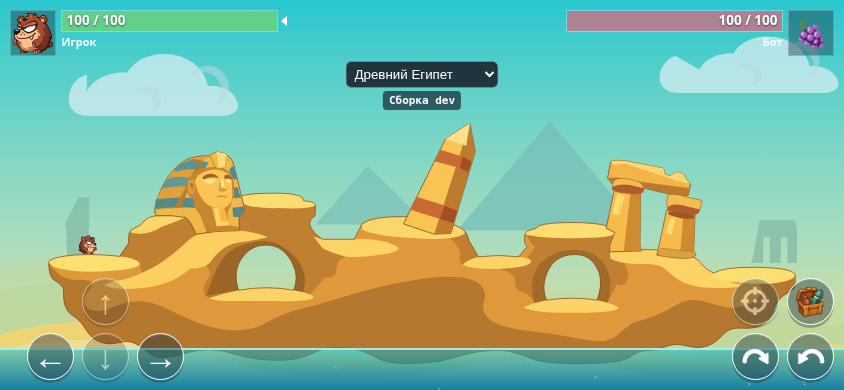 100 / 100
100 / 100
Игрок
Бот
Древний Египет
Сборка dev